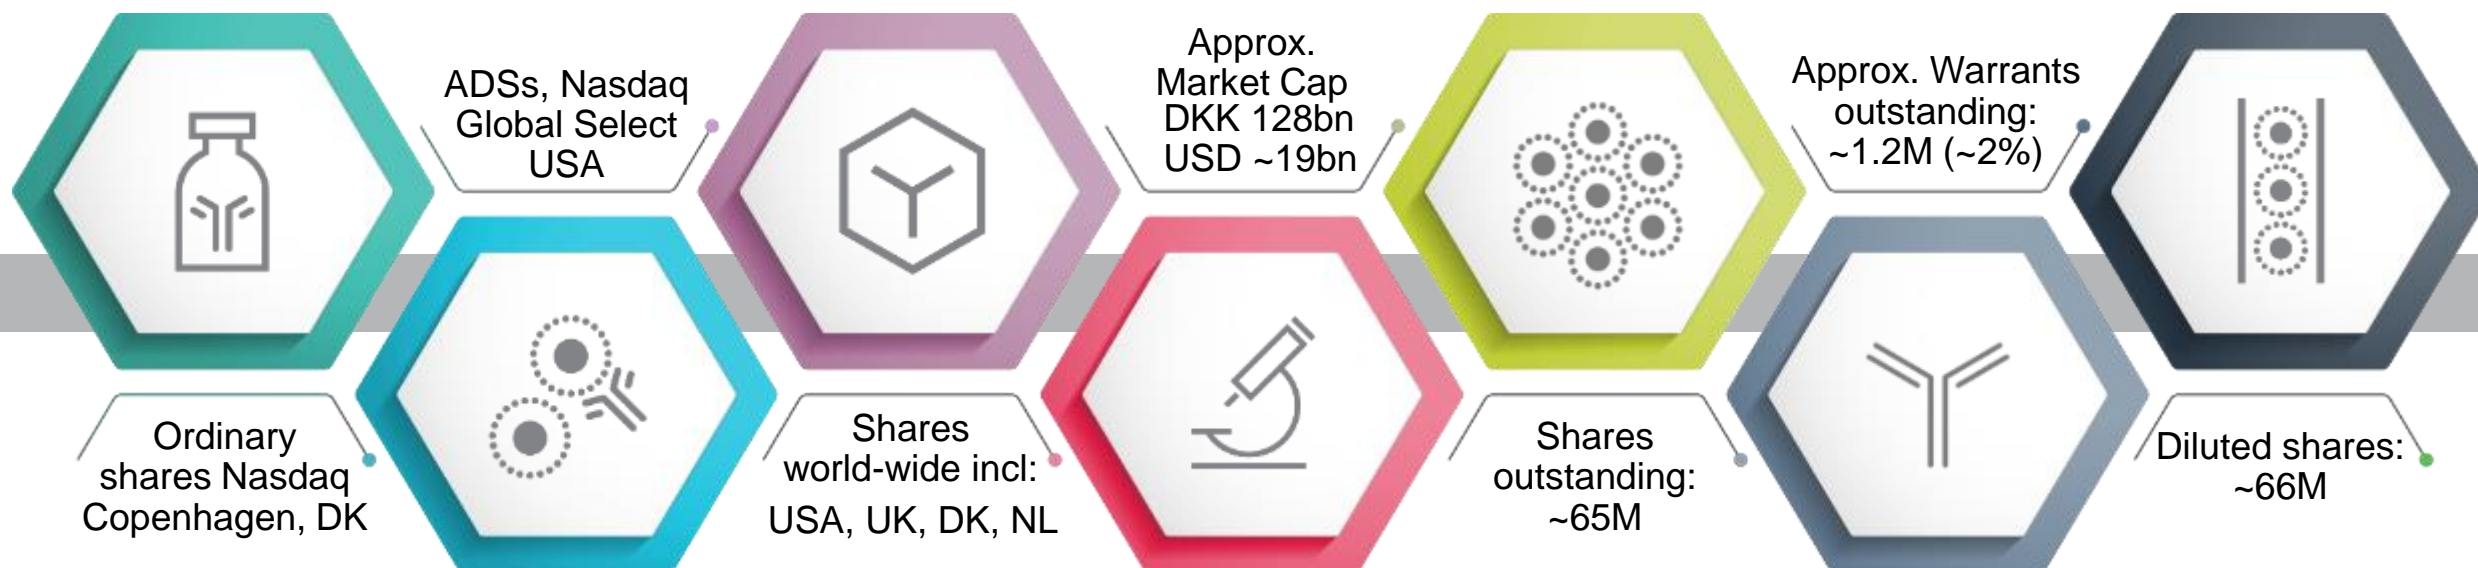 Ordinary
shares Nasdaq
Copenhagen, DK
ADSs, Nasdaq
Global Select
USA
Shares
world-wide incl:
USA, UK, DK, NL
Approx.
Market Cap
DKK 128bn
USD ~19bn
Shares
outstanding:
~65M
Approx. Warrants
outstanding:
~1.2M (~2%)
Diluted shares:
~66M